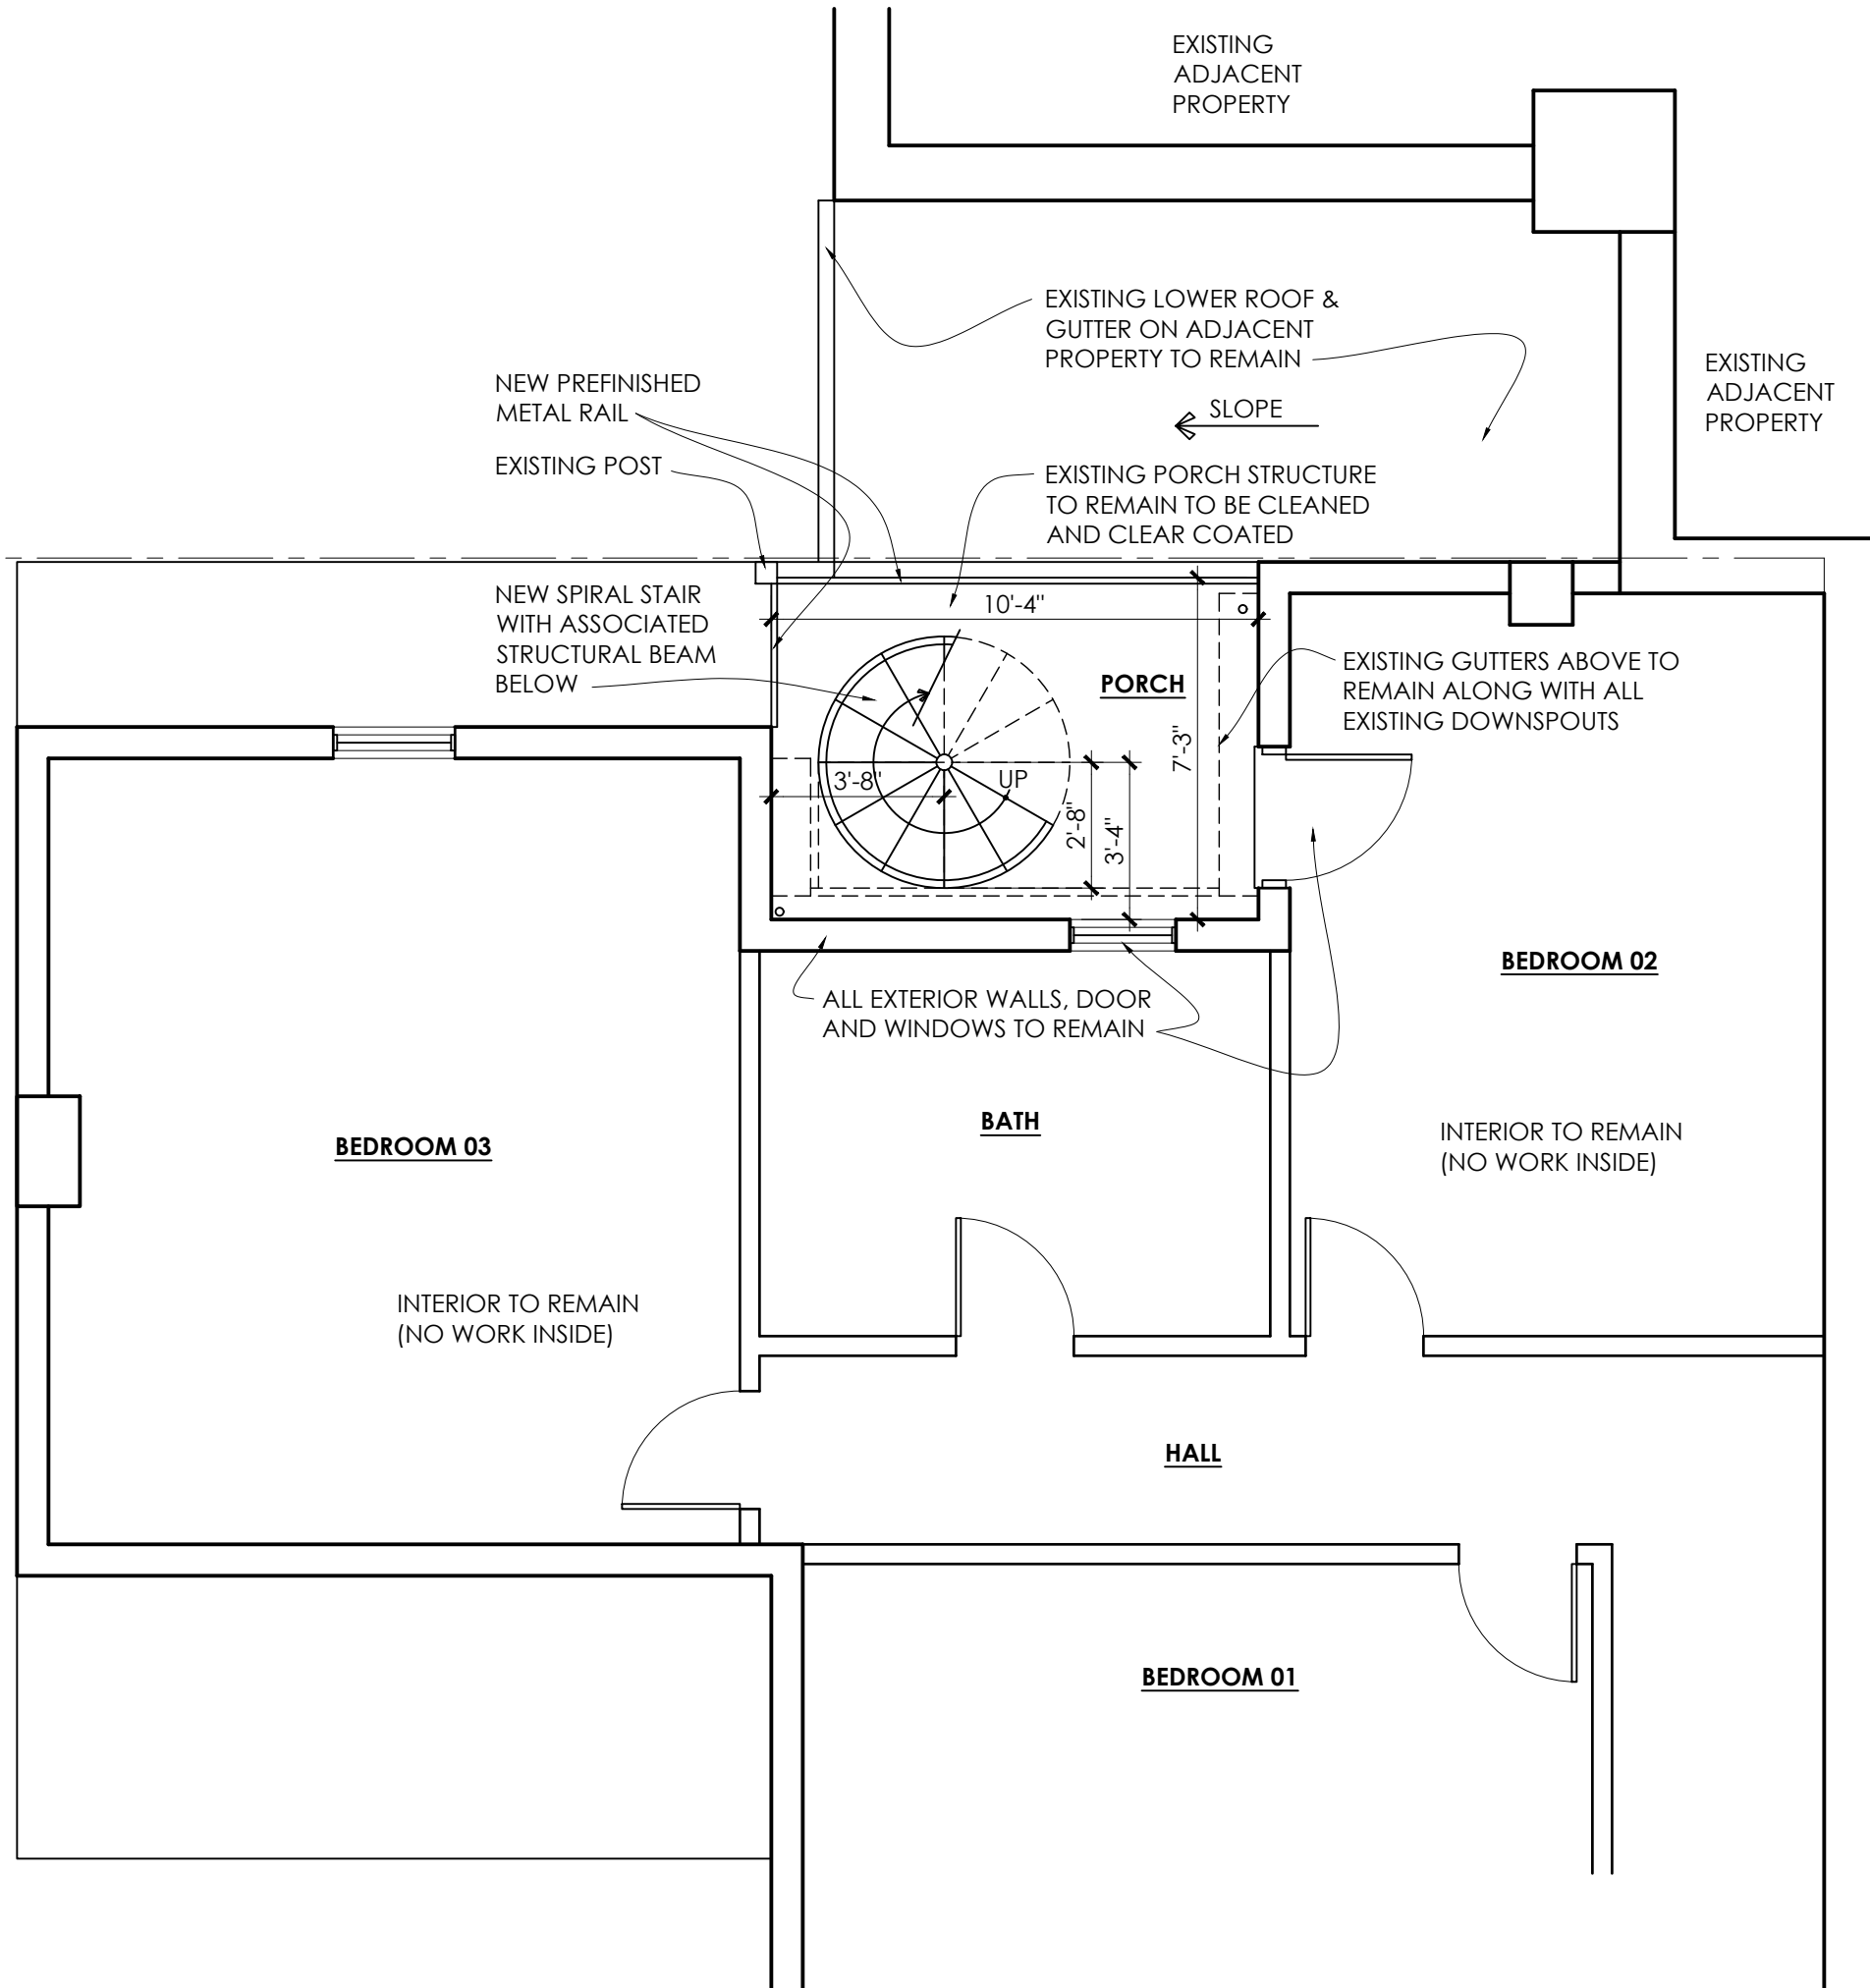 EXISTING
ADJACENT
PROPERTY
EXISTING LOWER ROOF &
GUTTER ON ADJACENT
PROPERTY TO REMAIN
EXISTING
ADJACENT
PROPERTY
NEW PREFINISHED
METAL RAIL
SLOPE
EXISTING POST
EXISTING PORCH STRUCTURE
TO REMAIN TO BE CLEANED
AND CLEAR COATED
NEW SPIRAL STAIR
WITH ASSOCIATED
STRUCTURAL BEAM
BELOW
10'-4"
PORCH
EXISTING GUTTERS ABOVE TO
REMAIN ALONG WITH ALL
EXISTING DOWNSPOUTS
7'-3"
3'-8"
UP
2'-8"
3'-4"
BEDROOM 02
ALL EXTERIOR WALLS, DOOR
AND WINDOWS TO REMAIN
BATH
BEDROOM 03
INTERIOR TO REMAIN
(NO WORK INSIDE)
INTERIOR TO REMAIN
(NO WORK INSIDE)
HALL
BEDROOM 01